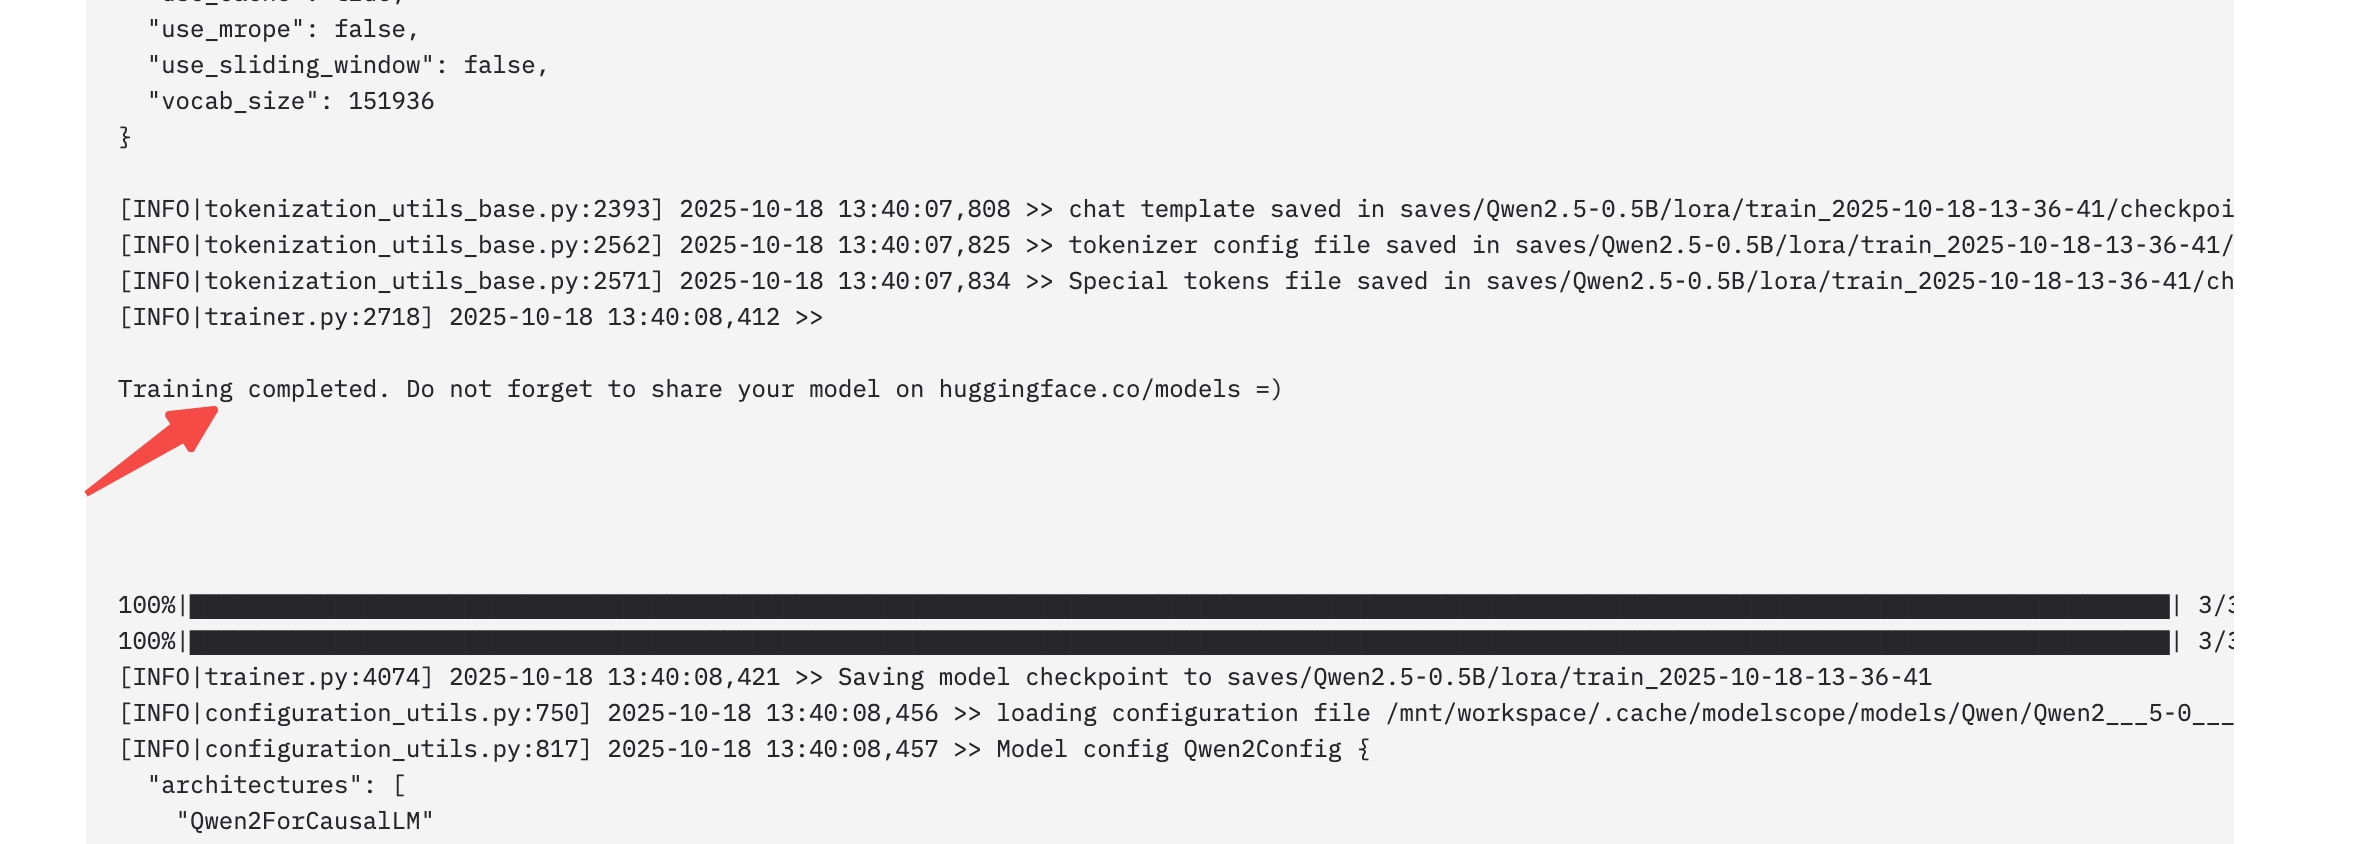 "use_mrope": false,
"use_sliding_window": false,
"vocab_size": 151936
}
[INFO|tokenization_utils_base.py:2393] 2025-10-18 13:40:07,808 >> chat template saved in saves/Qwen2.5-0.5B/lora/train_2025-10-18-13-36-41/checkpoi
[INFO|tokenization_utils_base.py:2562] 2025-10-18 13:40:07,825 >> tokenizer config file saved in saves/Qwen2.5-0.5B/lora/train_2025-10-18-13-36-41/
[INFO|tokenization_utils_base.py:2571] 2025-10-18 13:40:07,834 >> Special tokens file saved in saves/Qwen2.5-0.5B/lora/train_2025-10-18-13-36-41/ch
[INFO|trainer.py:2718] 2025-10-18 13:40:08,412 >>
Training completed. Do not forget to share your model on huggingface.co/models =)
100%| | 3/3
100%| | 3/3
[INFO|trainer.py:4074] 2025-10-18 13:40:08,421 >> Saving model checkpoint to saves/Qwen2.5-0.5B/lora/train_2025-10-18-13-36-41
[INFO|configuration_utils.py:750] 2025-10-18 13:40:08,456 >> loading configuration file /mnt/workspace/.cache/modelscope/models/Qwen/Qwen2___5-0___
[INFO|configuration_utils.py:817] 2025-10-18 13:40:08,457 >> Model config Qwen2Config {
"architectures": [
"Qwen2ForCausalLM"